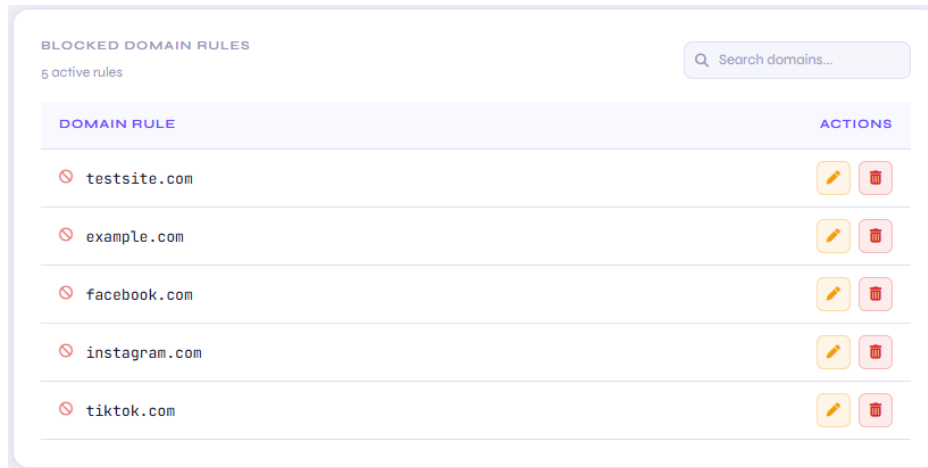 BLOCKED DOMAIN RULES
5 active rules
Search domains...
DOMAIN RULE
ACTIONS
testsite.com
example.com
facebook.com
instagram.com
tiktok.com